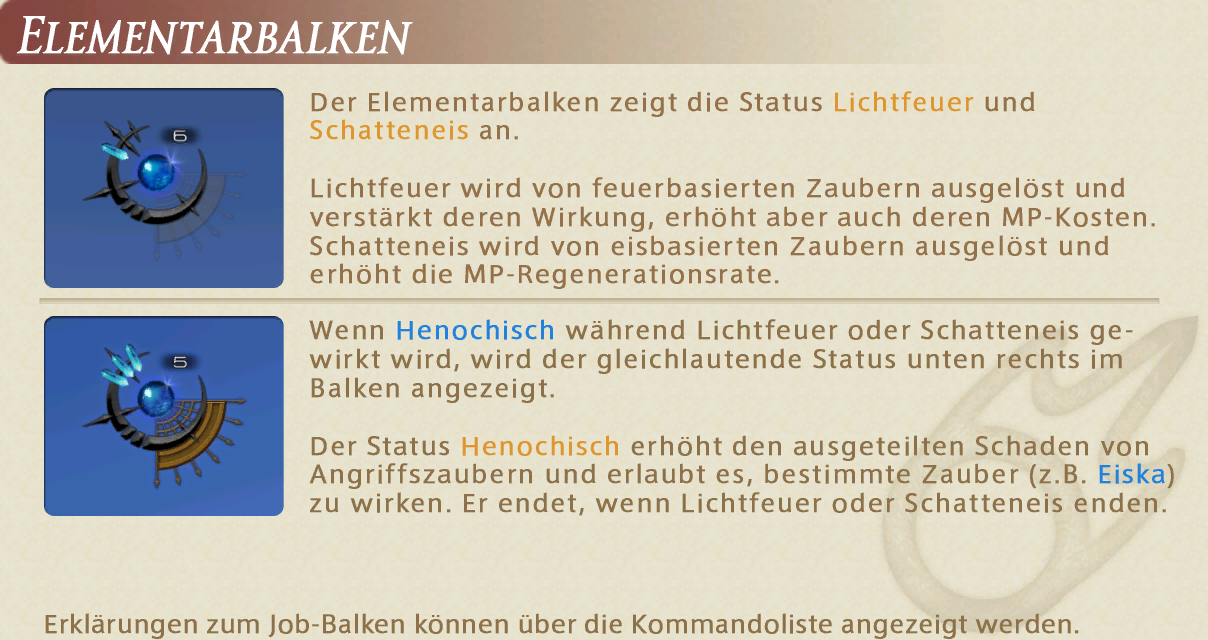 ELEMENTARBALKEN
6
Der Elementarbalken zeigt die Status Lichtfeuer und
Schatteneis an.
Lichtfeuer wird von feuerbasierten Zaubern ausgelöst und
verstärkt deren Wirkung, erhöht aber auch deren MP-Kosten.
Schatteneis wird von eisbasierten Zaubern ausgelöst und
erhöht die MP-Regenerationsrate.
5
Wenn Henochisch während Lichtfeuer oder Schatteneis ge-
wirkt wird, wird der gleichlautende Status unten rechts im
Balken angezeigt.
Der Status Henochisch erhöht den ausgeteilten Schaden von
Angriffszaubern und erlaubt es, bestimmte Zauber (z.B. Eiska)
zu wirken. Er endet, wenn Lichtfeuer oder Schatteneis enden.
Erklärungen zum Job-Balken können über die Kommandoliste angezeigt werden.